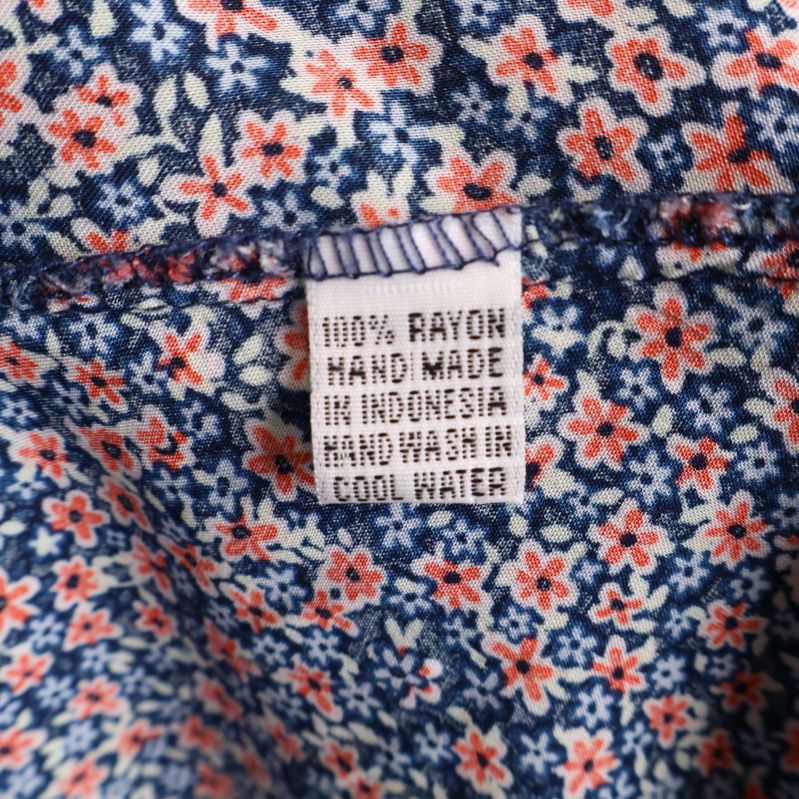 100% RAYON
HAND MADE
IN INDONESIA
HAND WASH IN
COOL WATER